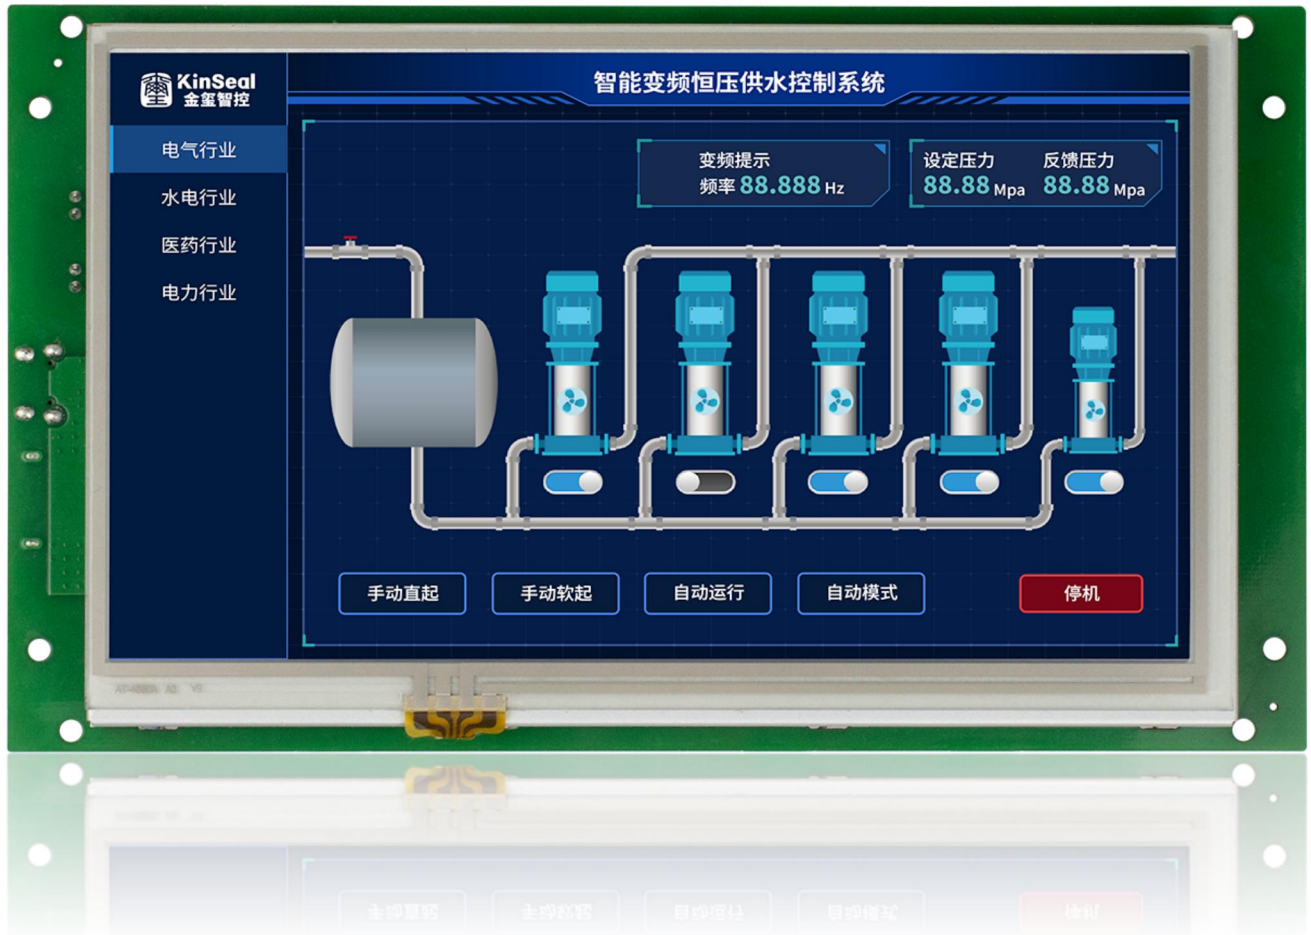 KinSeal
金玺智控
智能变频恒压供水控制系统
电气行业
水电行业
医药行业
电力行业
变频提示
频率 88.888 Hz
设定压力 反馈压力
88.88 Mpa 88.88 Mpa
手动直起 手动软起 自动运行 自动模式 停机